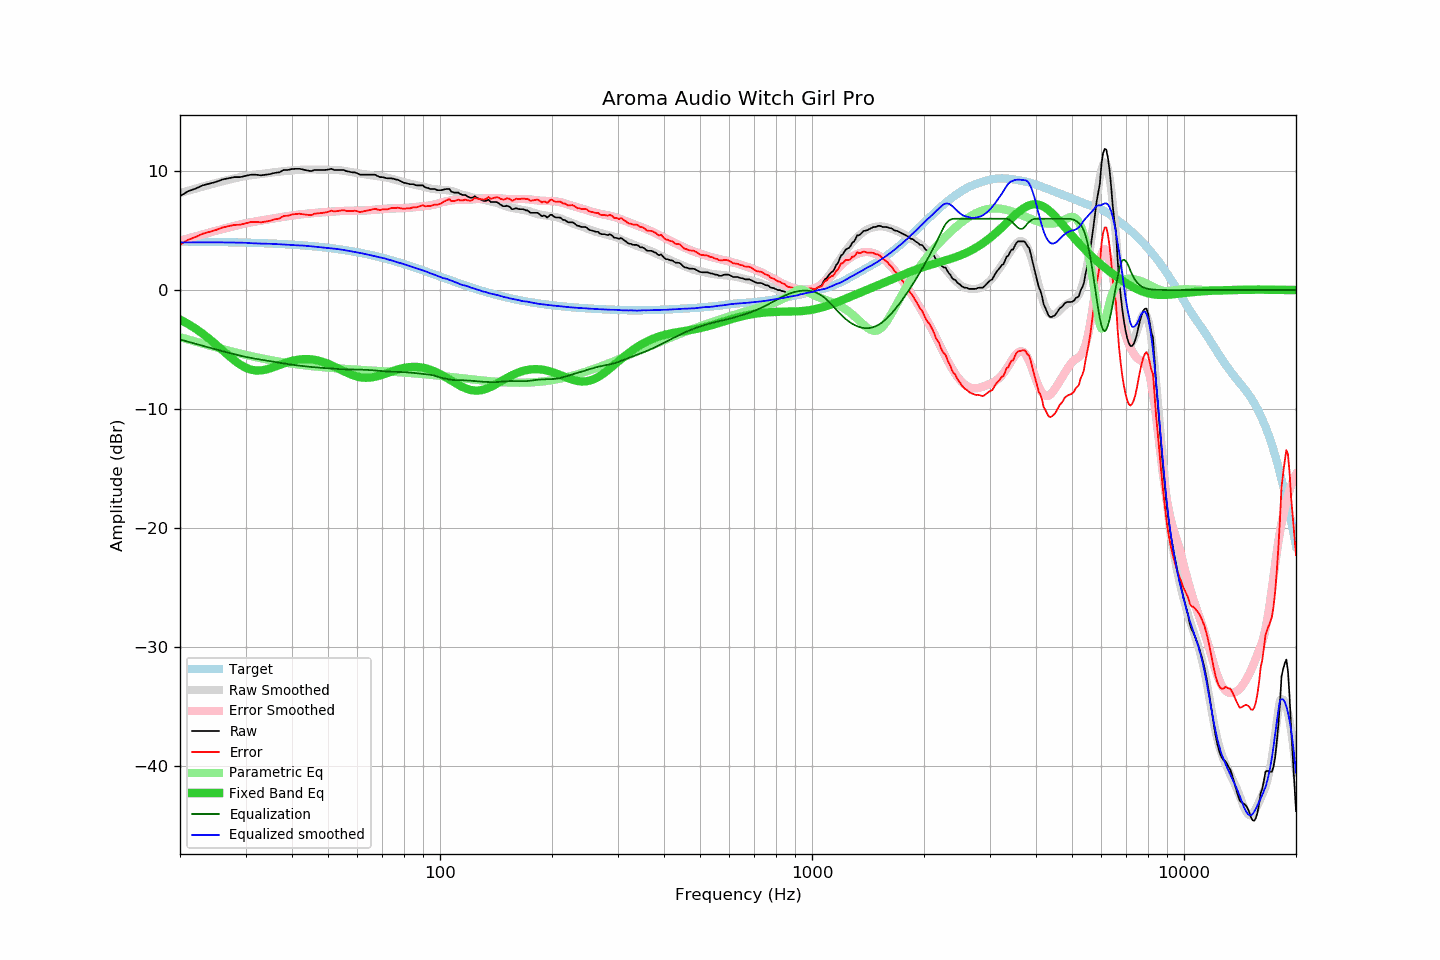 Aroma Audio Witch Girl Pro
Amplitude (dBr)
10
0
−10
−20
−30
−40
Target
Raw Smoothed
Error Smoothed
Raw
Error
Parametric Eq
Fixed Band Eq
Equalization
Equalized smoothed
100
1000
10000
Frequency (Hz)